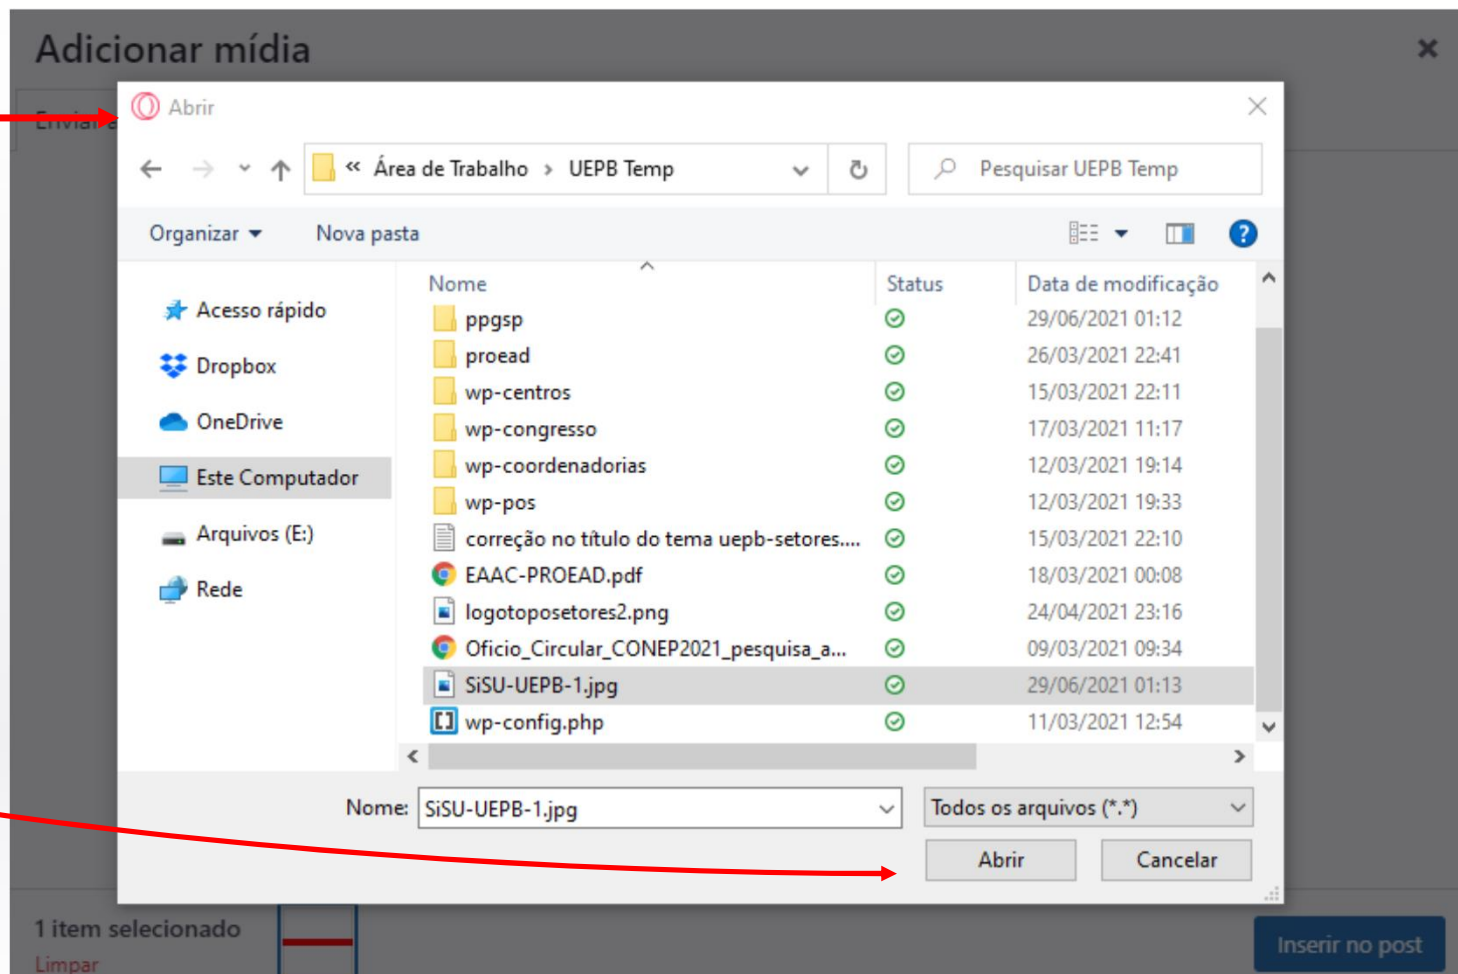 Adicionar mídia
Enviar a
Abrir
« Área de Trabalho > UEPB Temp
Pesquisar UEPB Temp
Organizar
Nova pasta
Nome
Status
Data de modificação
Acesso rápido
Dropbox
OneDrive
Este Computador
Arquivos (E:)
Rede
ppgsp 29/06/2021 01:12
proead 26/03/2021 22:41
wp-centros 15/03/2021 22:11
wp-congresso 17/03/2021 11:17
wp-coordenadorias 12/03/2021 19:14
wp-pos 12/03/2021 19:33
correção no título do tema uepb-setores.... 15/03/2021 22:10
EAAC-PROEAD.pdf 18/03/2021 00:08
logotoposetores2.png 24/04/2021 23:16
Oficio_Circular_CONEP2021_pesquisa_a... 09/03/2021 09:34
SiSU-UEPB-1.jpg 29/06/2021 01:13
wp-config.php 11/03/2021 12:54
Nome: SiSU-UEPB-1.jpg
Todos os arquivos (*.*)
Abrir
Cancelar
1 item selecionado
Limpar
Inserir no post